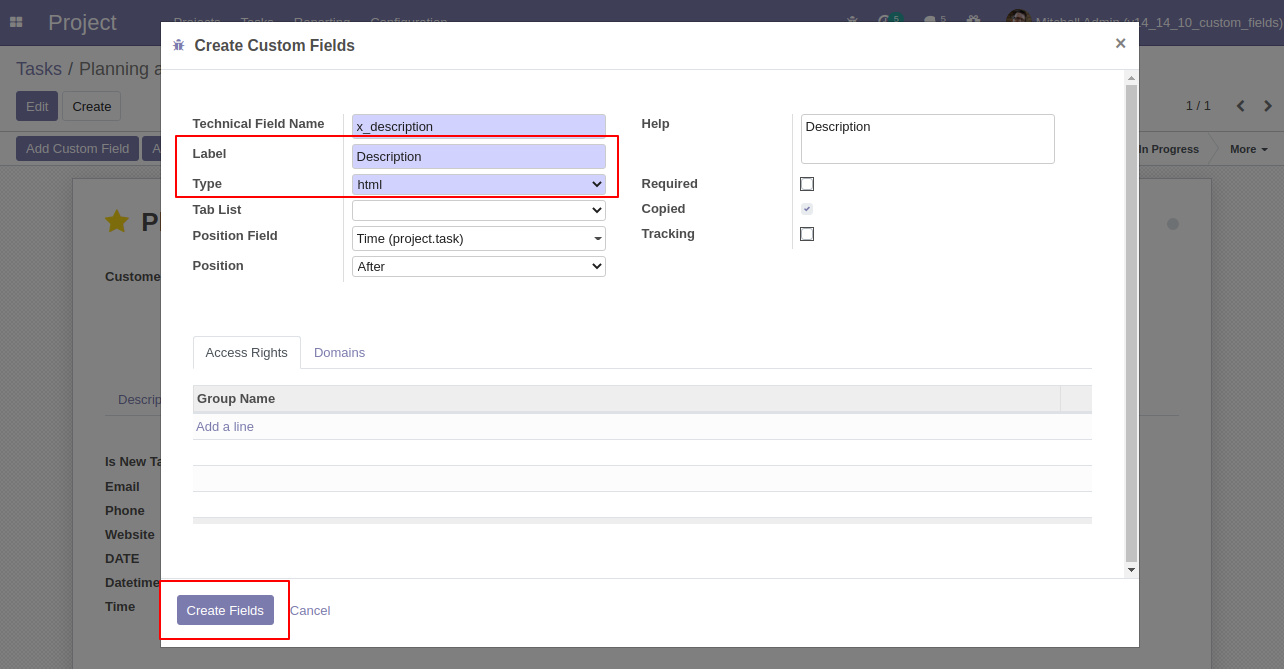 Project Projects Tasks Reporting Configuration 5 5 Mitchell Admin (v14_14_10_custom_fields)
Create Custom Fields ×
Tasks / Planning a
Edit Create 1 / 1
Add Custom Field A In Progress More
Technical Field Name x_description Help Description
Label Description
Type html Required
Tab List Copied
Position Field Time (project.task) Tracking
Position After
Custome
Access Rights Domains
Descrip
Group Name
Add a line
Is New Ta
Email
Phone
Website
DATE
Datetime
Time
Create Fields Cancel